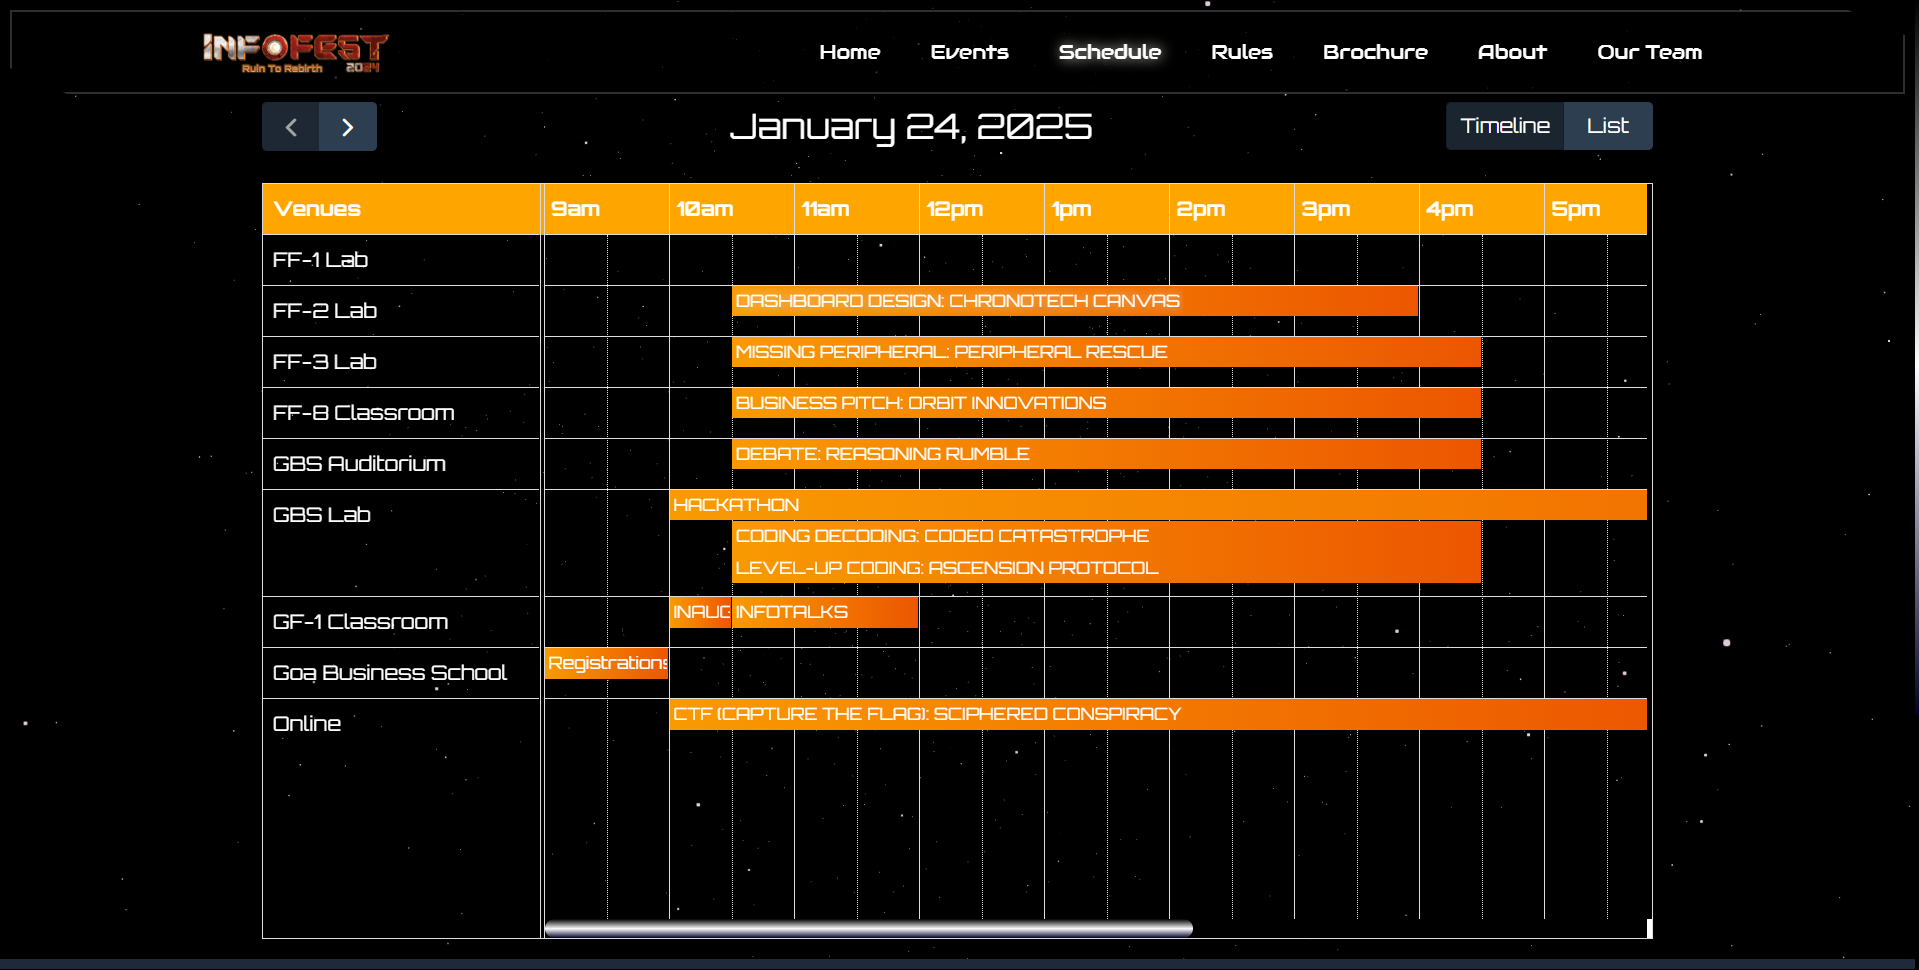 INFOFEST
Ruin To Rebirth 2024
Home Events Schedule Rules Brochure About Our Team
January 24, 2025
Timeline List
Venues 9am 10am 11am 12pm 1pm 2pm 3pm 4pm 5pm
FF-1 Lab
FF-2 Lab DASHBOARD DESIGN: CHRONOTECH CANVAS
FF-3 Lab MISSING PERIPHERAL: PERIPHERAL RESCUE
FF-8 Classroom BUSINESS PITCH: ORBIT INNOVATIONS
GBS Auditorium DEBATE: REASONING RUMBLE
GBS Lab HACKATHON
CODING DECODING: CODED CATASTROPHE
LEVEL-UP CODING: ASCENSION PROTOCOL
GF-1 Classroom INAUG INFOTALKS
Goa Business School Registrations
Online CTF (CAPTURE THE FLAG): SCIPHERED CONSPIRACY